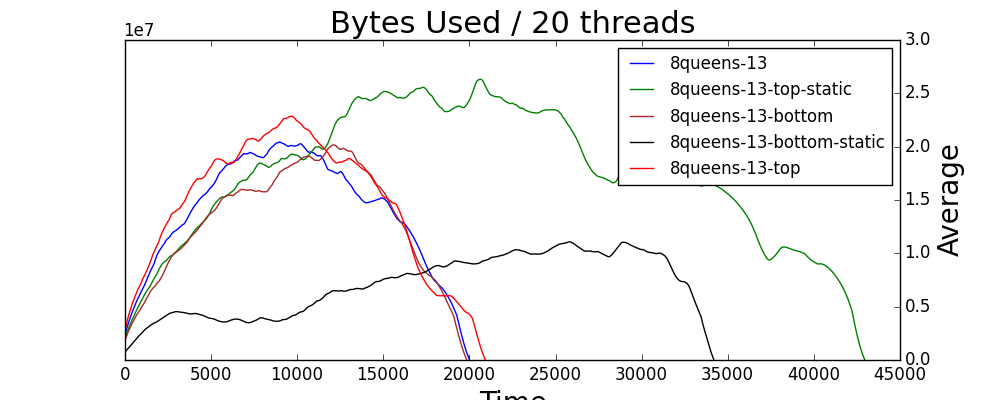 Bytes Used / 20 threads
1e7
3.0
2.5
2.0
1.5
1.0
0.5
0.0
Average
8queens-13
8queens-13-top-static
8queens-13-bottom
8queens-13-bottom-static
8queens-13-top
0 5000 10000 15000 20000 25000 30000 35000 40000 45000
Time